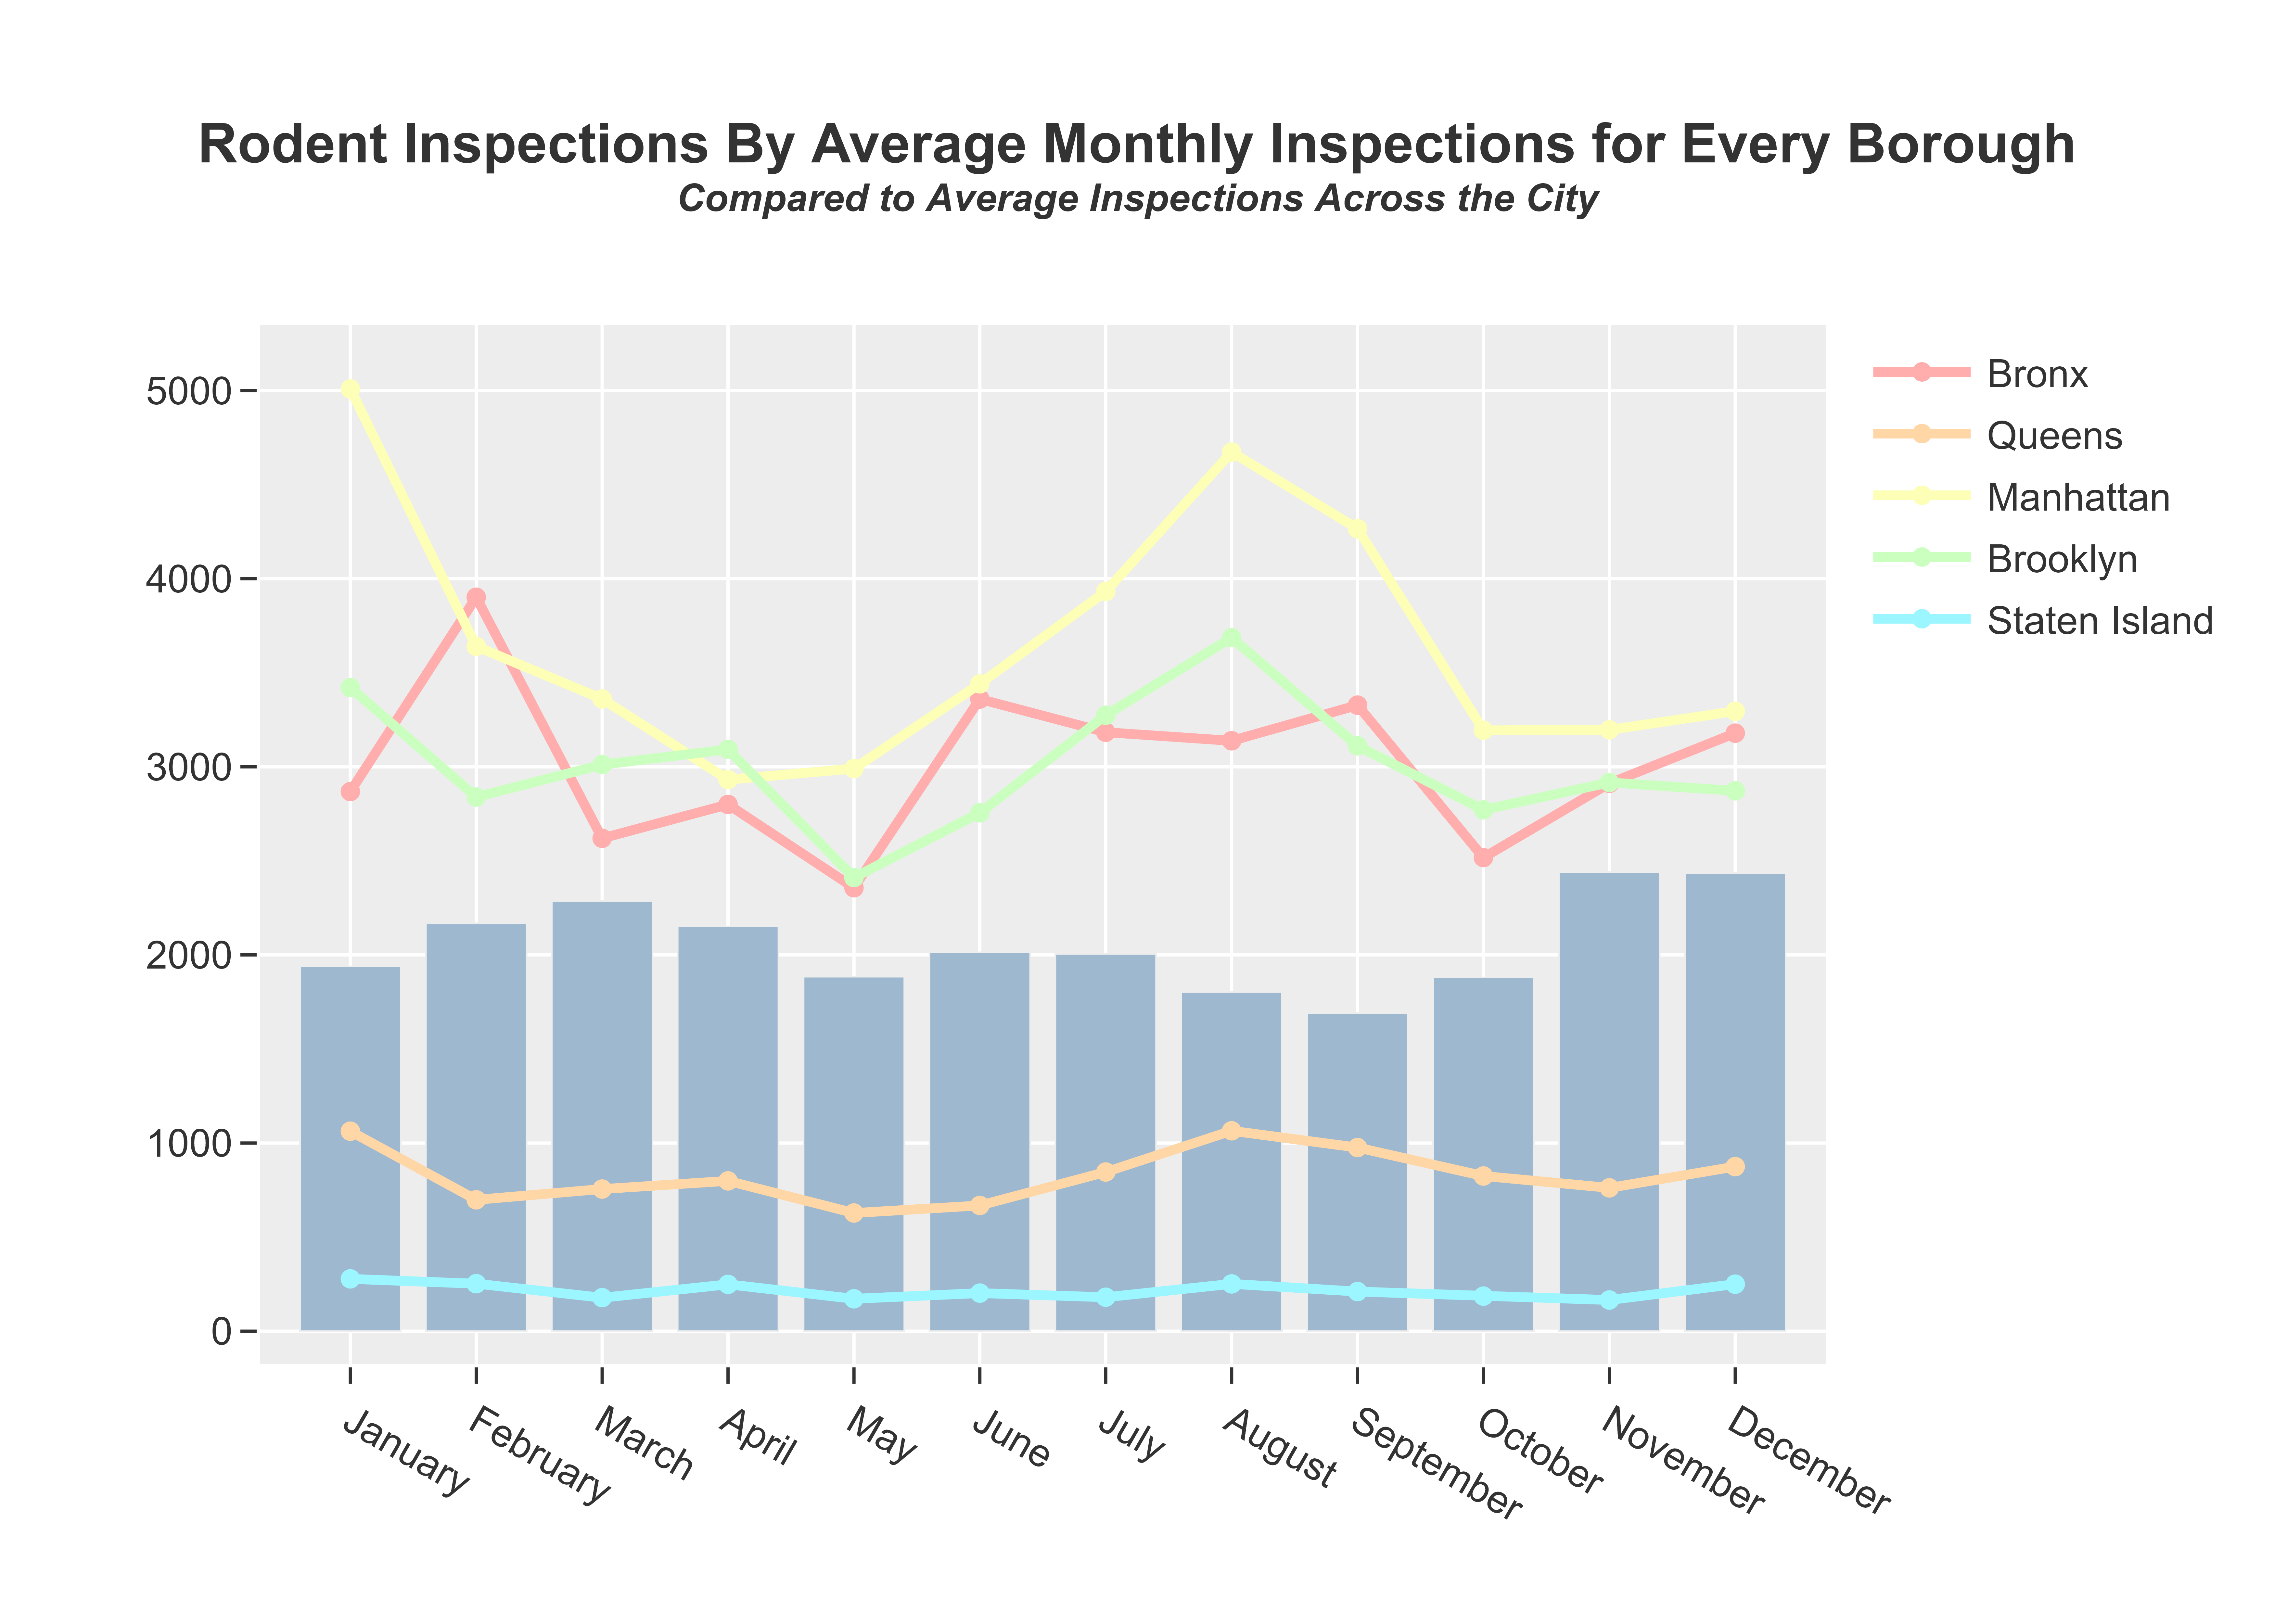 Rodent Inspections By Average Monthly Inspections for Every Borough
Compared to Average Inspections Across the City
5000
4000
3000
2000
1000
0
January
February
March
April
May
June
July
August
September
October
November
December
Bronx
Queens
Manhattan
Brooklyn
Staten Island